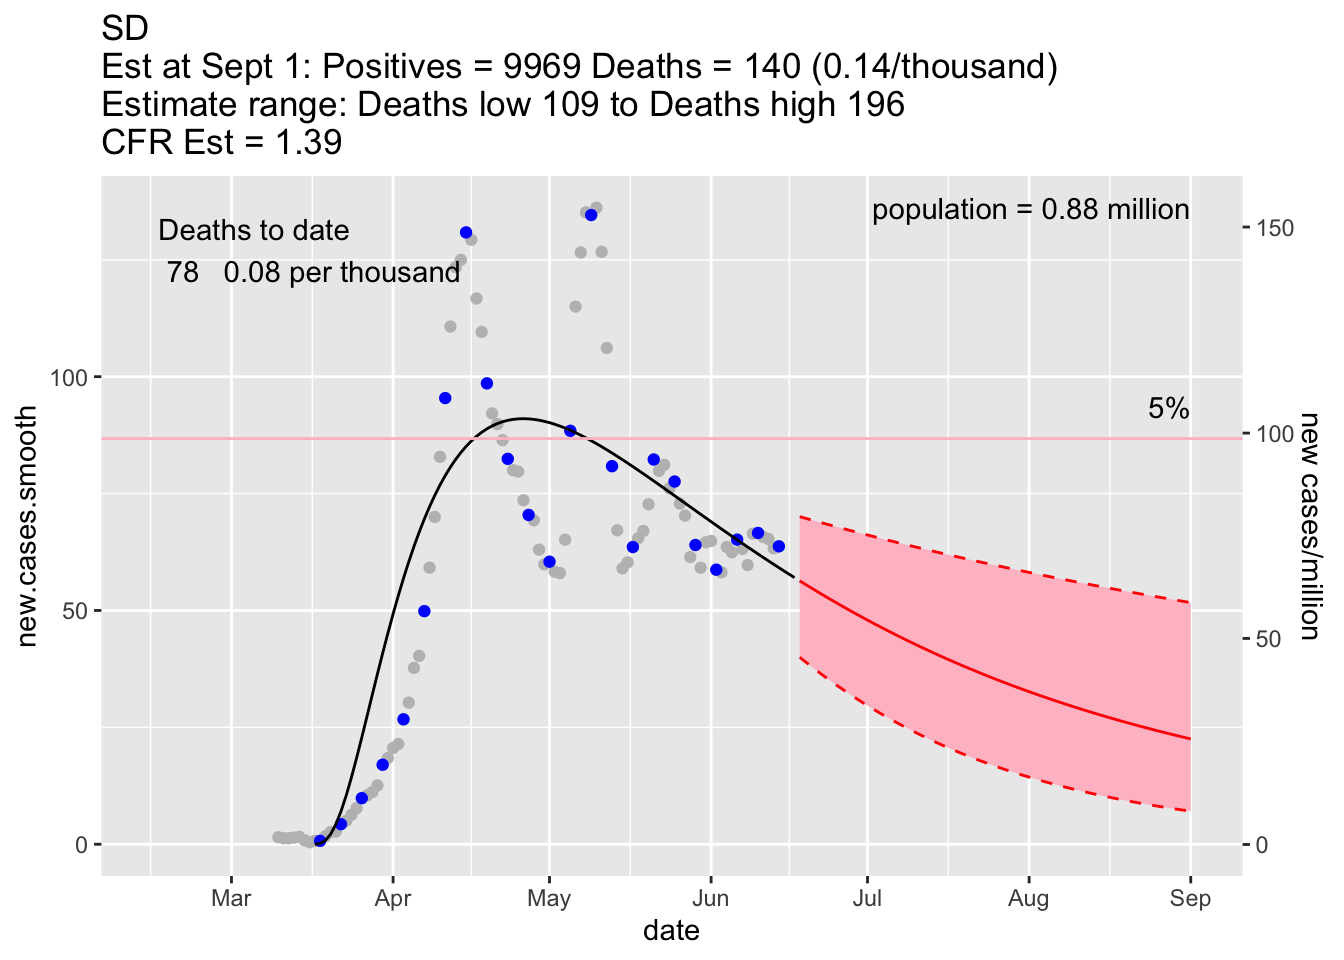 SD
Est at Sept 1: Positives = 9969 Deaths = 140 (0.14/thousand)
Estimate range: Deaths low 109 to Deaths high 196
CFR Est = 1.39
population = 0.88 million
Deaths to date
78 0.08 per thousand
5%
new.cases.smooth
100
50
0
150
100
50
0
new cases/million
Mar Apr May Jun Jul Aug Sep
date